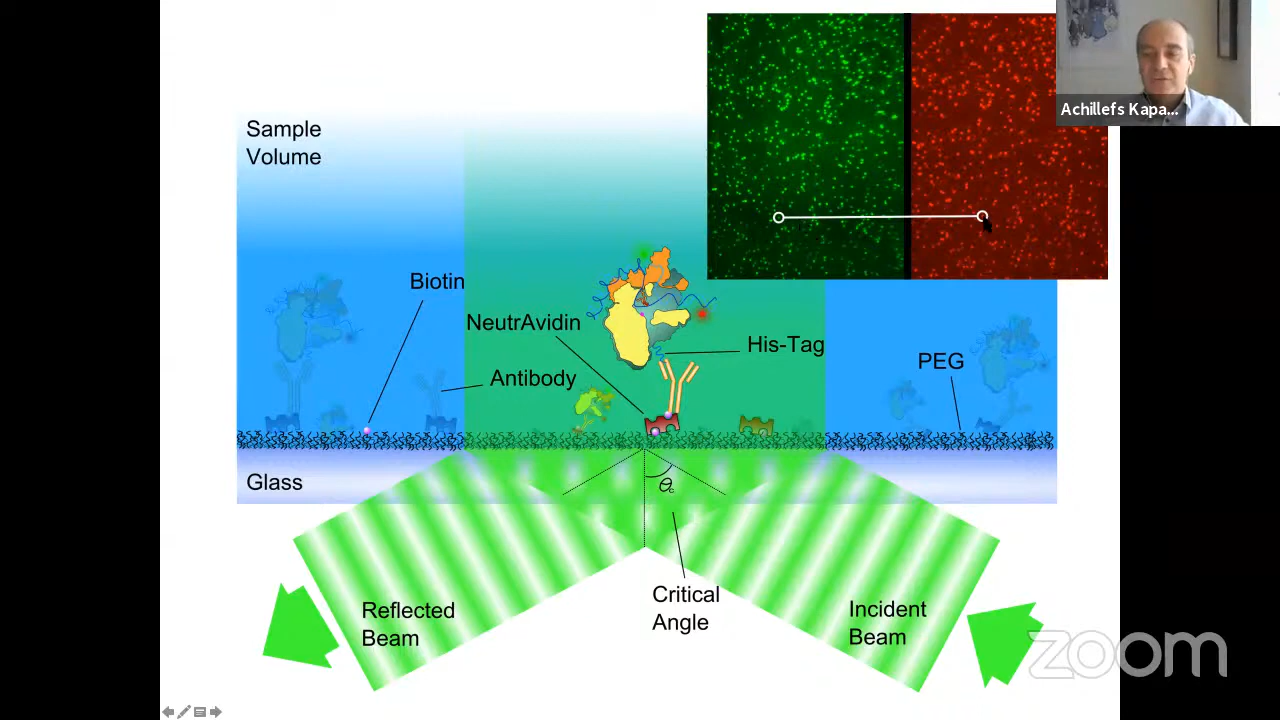 Sample
Volume
Achillefs Kapa...
Biotin
NeutrAvidin
His-Tag
Antibody
PEG
Glass
θc
Critical
Angle
Reflected
Beam
Incident
Beam
zoom